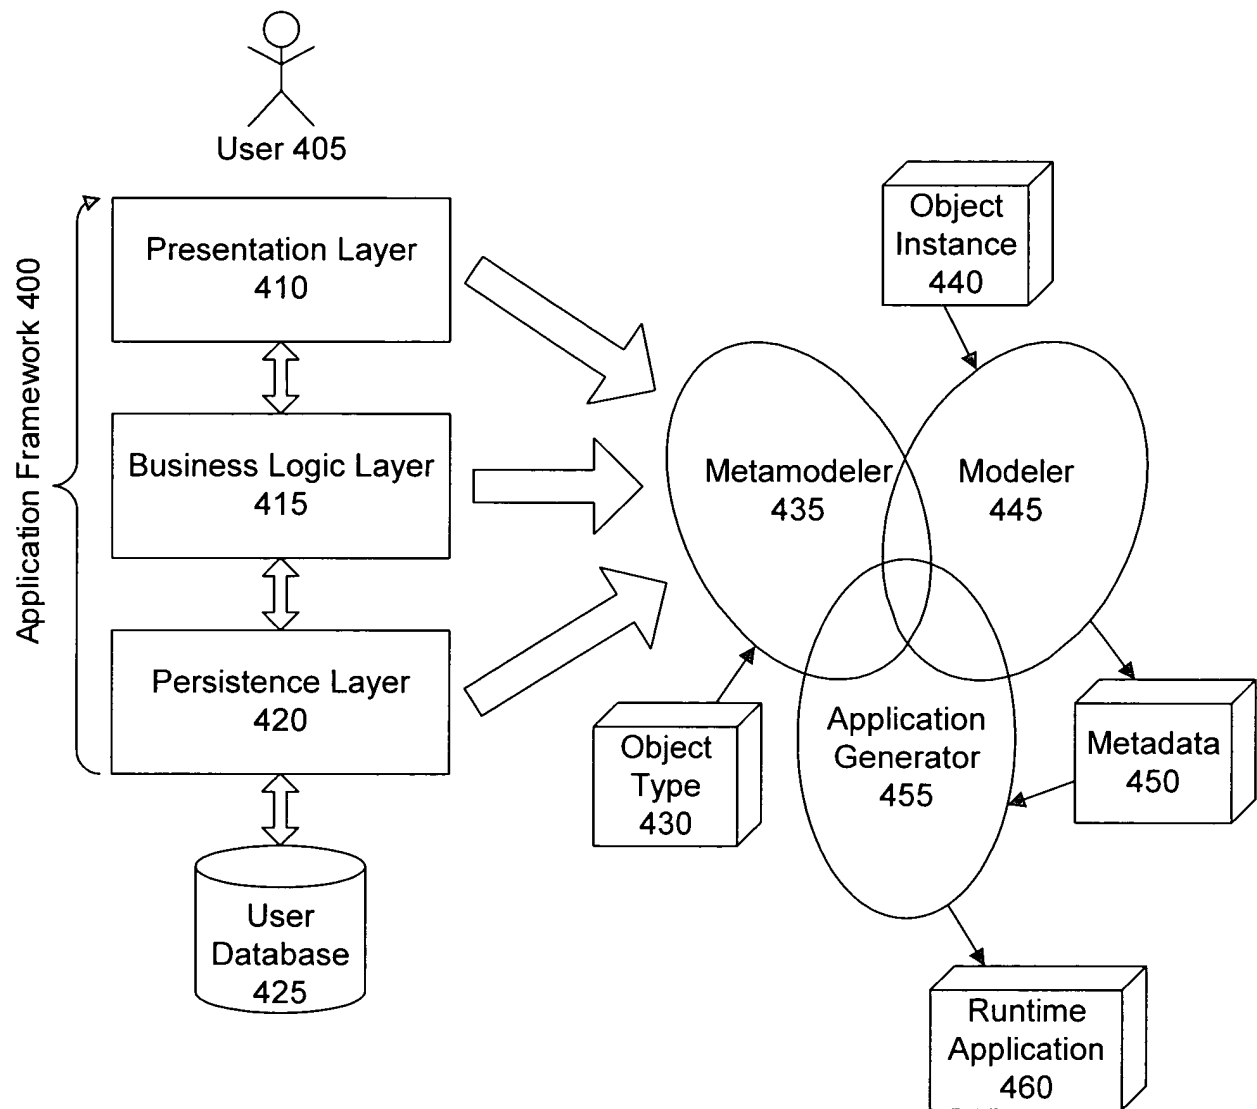 User 405
Application Framework 400
Presentation Layer
410
Business Logic Layer
415
Persistence Layer
420
User
Database
425
Object
Instance
440
Metamodeler
435
Modeler
445
Object
Type
430
Application
Generator
455
Metadata
450
Runtime
Application
460